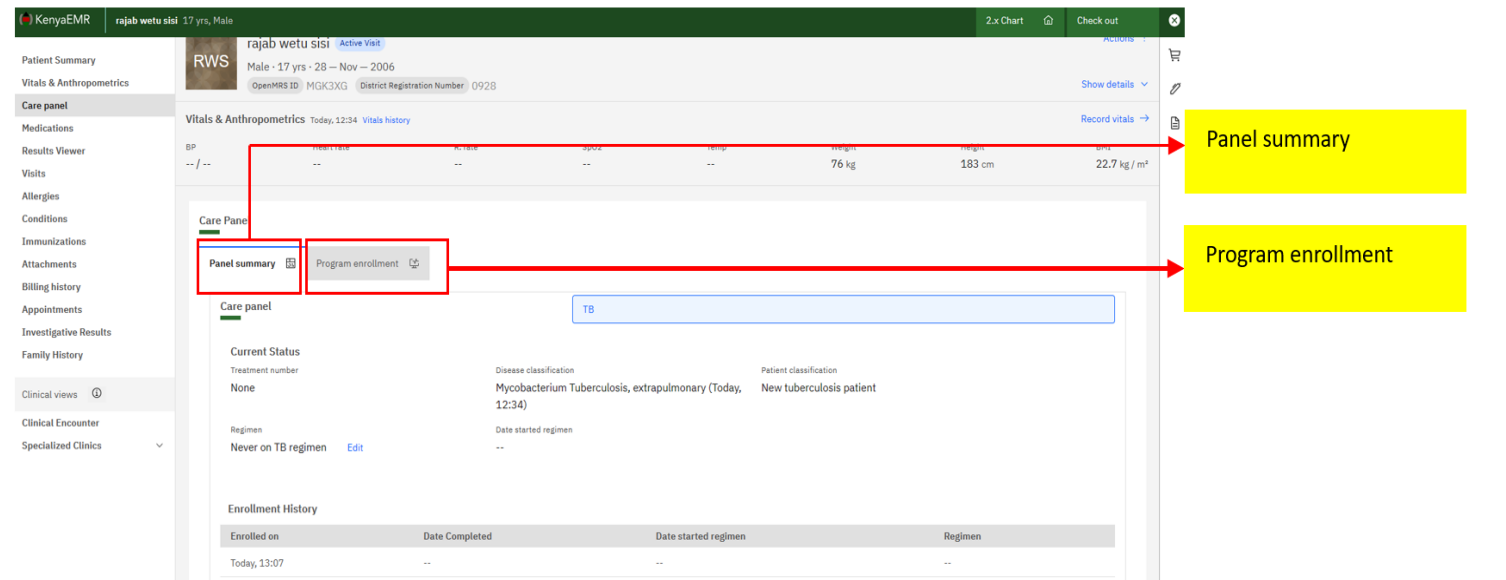 KenyaEMR rajab wetu sisi 17 yrs, Male 2.x Chart Check out
Patient Summary
Vitals & Anthropometrics
Care panel
Medications
Results Viewer
Visits
Allergies
Conditions
Immunizations
Attachments
Billing history
Appointments
Investigative Results
Family History
Clinical views
Clinical Encounter
Specialized Clinics
RWS
rajab wetu sisi Active Visit
Actions
Male · 17 yrs · 28 — Nov — 2006
OpenMRS ID MGK3XG District Registration Number 0928
Show details
Vitals & Anthropometrics Today, 12:34 Vitals history
Record vitals
BP Heart rate R. rate SpO2 Temp Weight Height BMI
-- / -- -- -- -- -- 76 kg 183 cm 22.7 kg / m²
Care Panel
Panel summary Program enrollment
Care panel
TB
Current Status
Treatment number Disease classification Patient classification
None Mycobacterium Tuberculosis, extrapulmonary (Today, New tuberculosis patient
12:34)
Regimen Date started regimen
Never on TB regimen Edit --
Enrollment History
Enrolled on Date Completed Date started regimen Regimen
Today, 13:07 -- -- --
Panel summary
Program enrollment